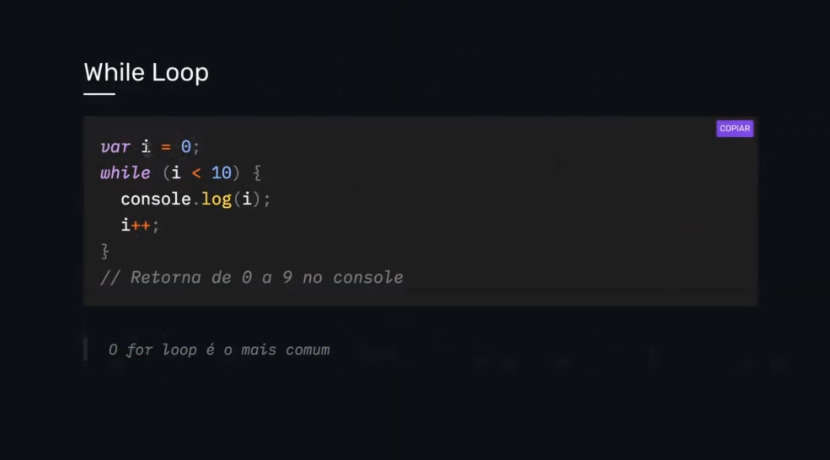 While Loop
COPIAR
var i = 0;
while (i < 10) {
  console.log(i);
  i++;
}
// Retorna de 0 a 9 no console
O for loop é o mais comum